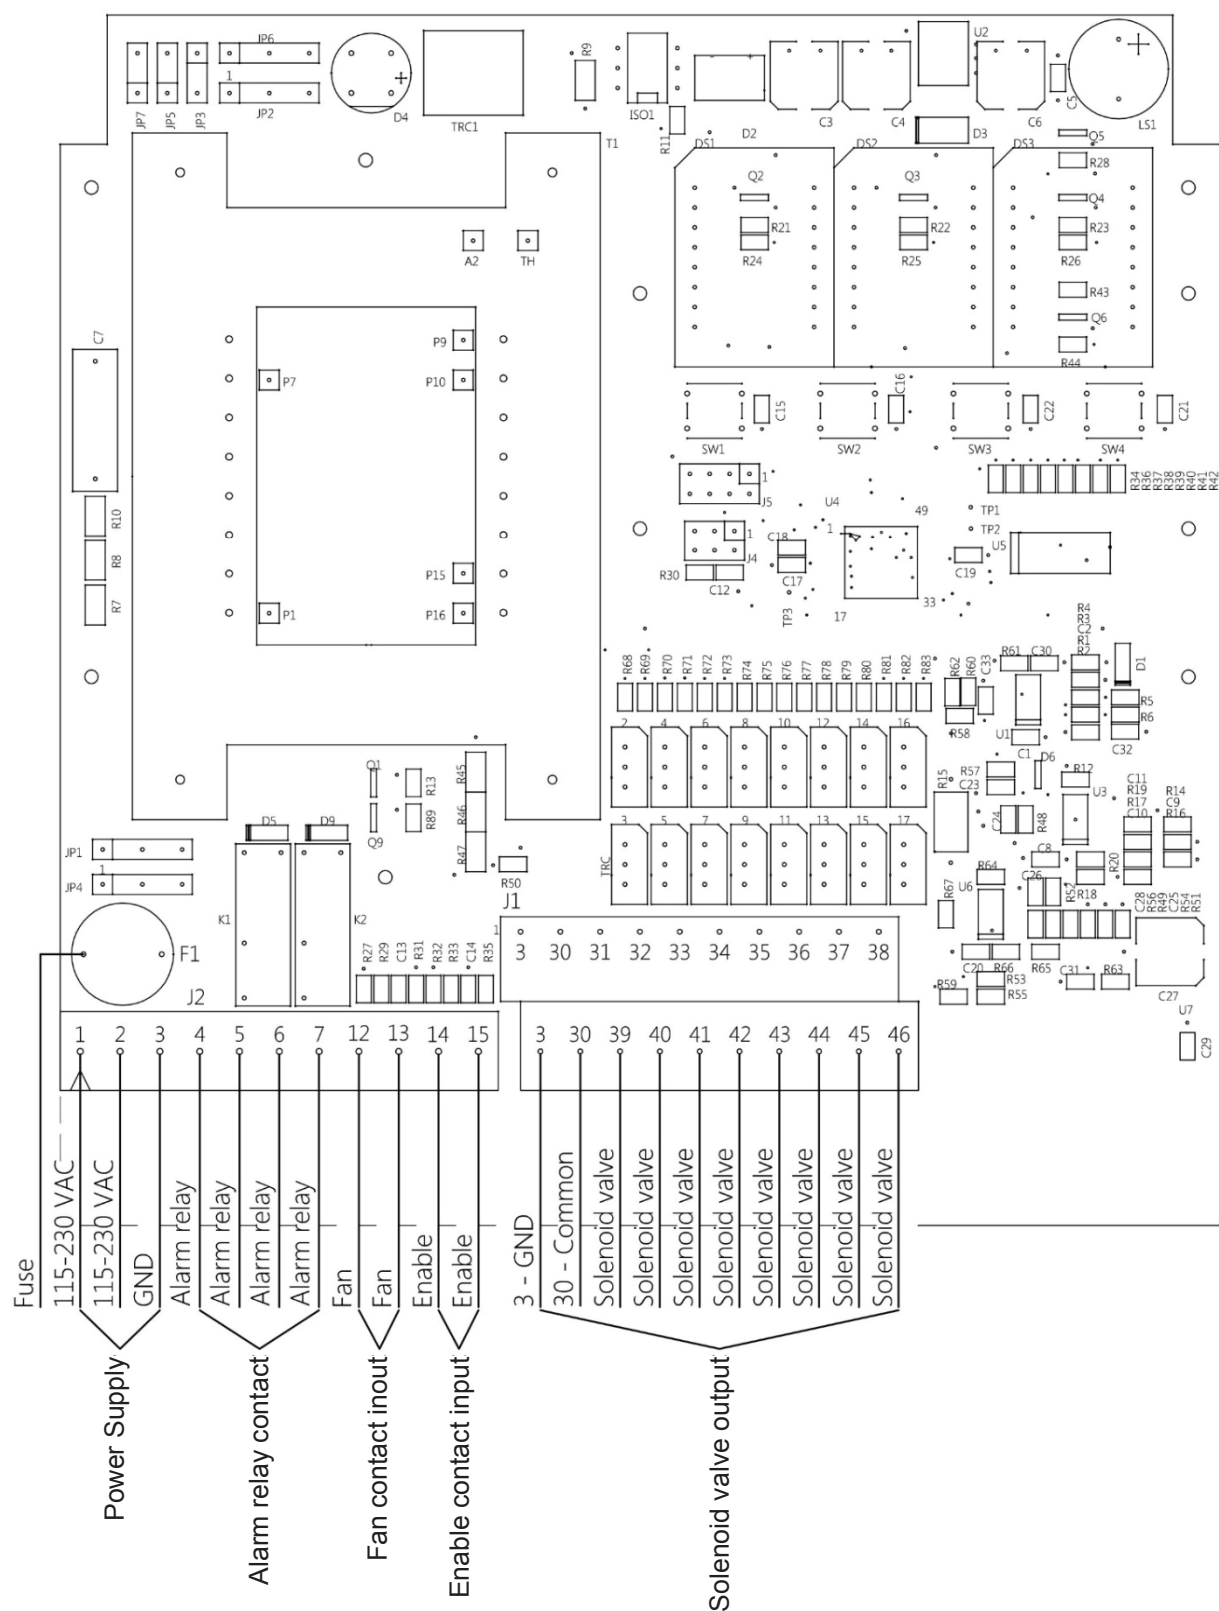 JP6
1
JP7
JP5
JP3
JP2
D4
TRC1
R9
ISO1
R11
T1
U2
C3
C4
C6
C5
LS1
D2
D3
DS1
DS2
DS3
Q5
R28
Q2
Q3
Q4
R21
R22
R23
R24
R25
R26
R43
Q6
R44
A2
TH
C7
P9
P7
P10
P15
P1
P16
R10
R8
R7
C15
C16
C22
C21
SW1
SW2
SW3
SW4
1
J5
U4
49
1
TP1
TP2
U5
R34
R36
R37
R38
R39
R40
R41
R42
1
J4
C18
C17
R30
C12
TP3
17
33
C19
R4
R3
C2
R1
R2
D1
R68
R69
R70
R71
R72
R73
R74
R75
R76
R77
R78
R79
R80
R81
R82
R83
R62
R60
C33
R61
C30
R58
U1
C1
R5
R6
C32
2
4
6
8
10
12
14
16
Q1
R13
R45
Q9
R89
R46
R47
R50
D5
D9
JP1
1
JP4
TRC
3
5
7
9
11
13
15
17
R15
R57
C23
D6
R12
C24
R48
U3
C11
R19
R17
C10
R14
C9
R16
C8
R20
R64
C26
R67
U6
R52
R18
C28
R56
R49
C25
R54
R51
C20
R66
R65
R53
R59
R55
C31
R63
C27
U7
C29
K1
K2
F1
J2
R27
R29
C13
R31
R32
R33
C14
R35
J1
1
3 30 31 32 33 34 35 36 37 38
1 2 3 4 5 6 7 12 13 14 15
3 30 39 40 41 42 43 44 45 46
Fuse
115-230 VAC
115-230 VAC
GND
Alarm relay
Alarm relay
Alarm relay
Alarm relay
Fan
Fan
Enable
Enable
3 - GND
30 - Common
Solenoid valve
Solenoid valve
Solenoid valve
Solenoid valve
Solenoid valve
Solenoid valve
Solenoid valve
Solenoid valve
Power Supply
Alarm relay contact
Fan contact inout
Enable contact input
Solenoid valve output